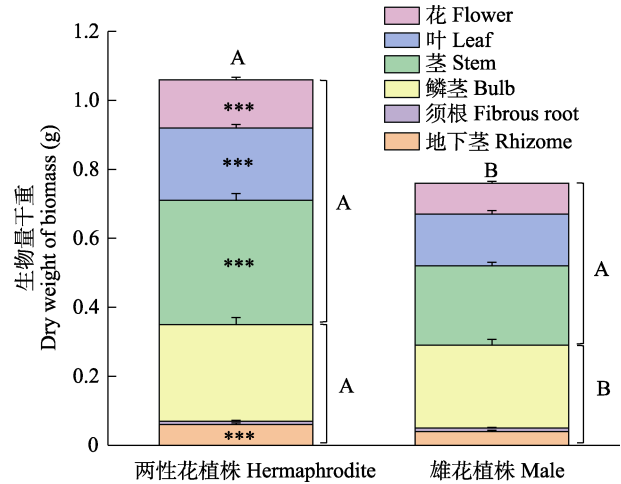 花 Flower
叶 Leaf
茎 Stem
鳞茎 Bulb
须根 Fibrous root
地下茎 Rhizome
生物量干重
Dry weight of biomass (g)
1.2
1.0
0.8
0.6
0.4
0.2
0
A
***
***
***
***
A
A
B
A
B
两性花植株 Hermaphrodite
雄花植株 Male